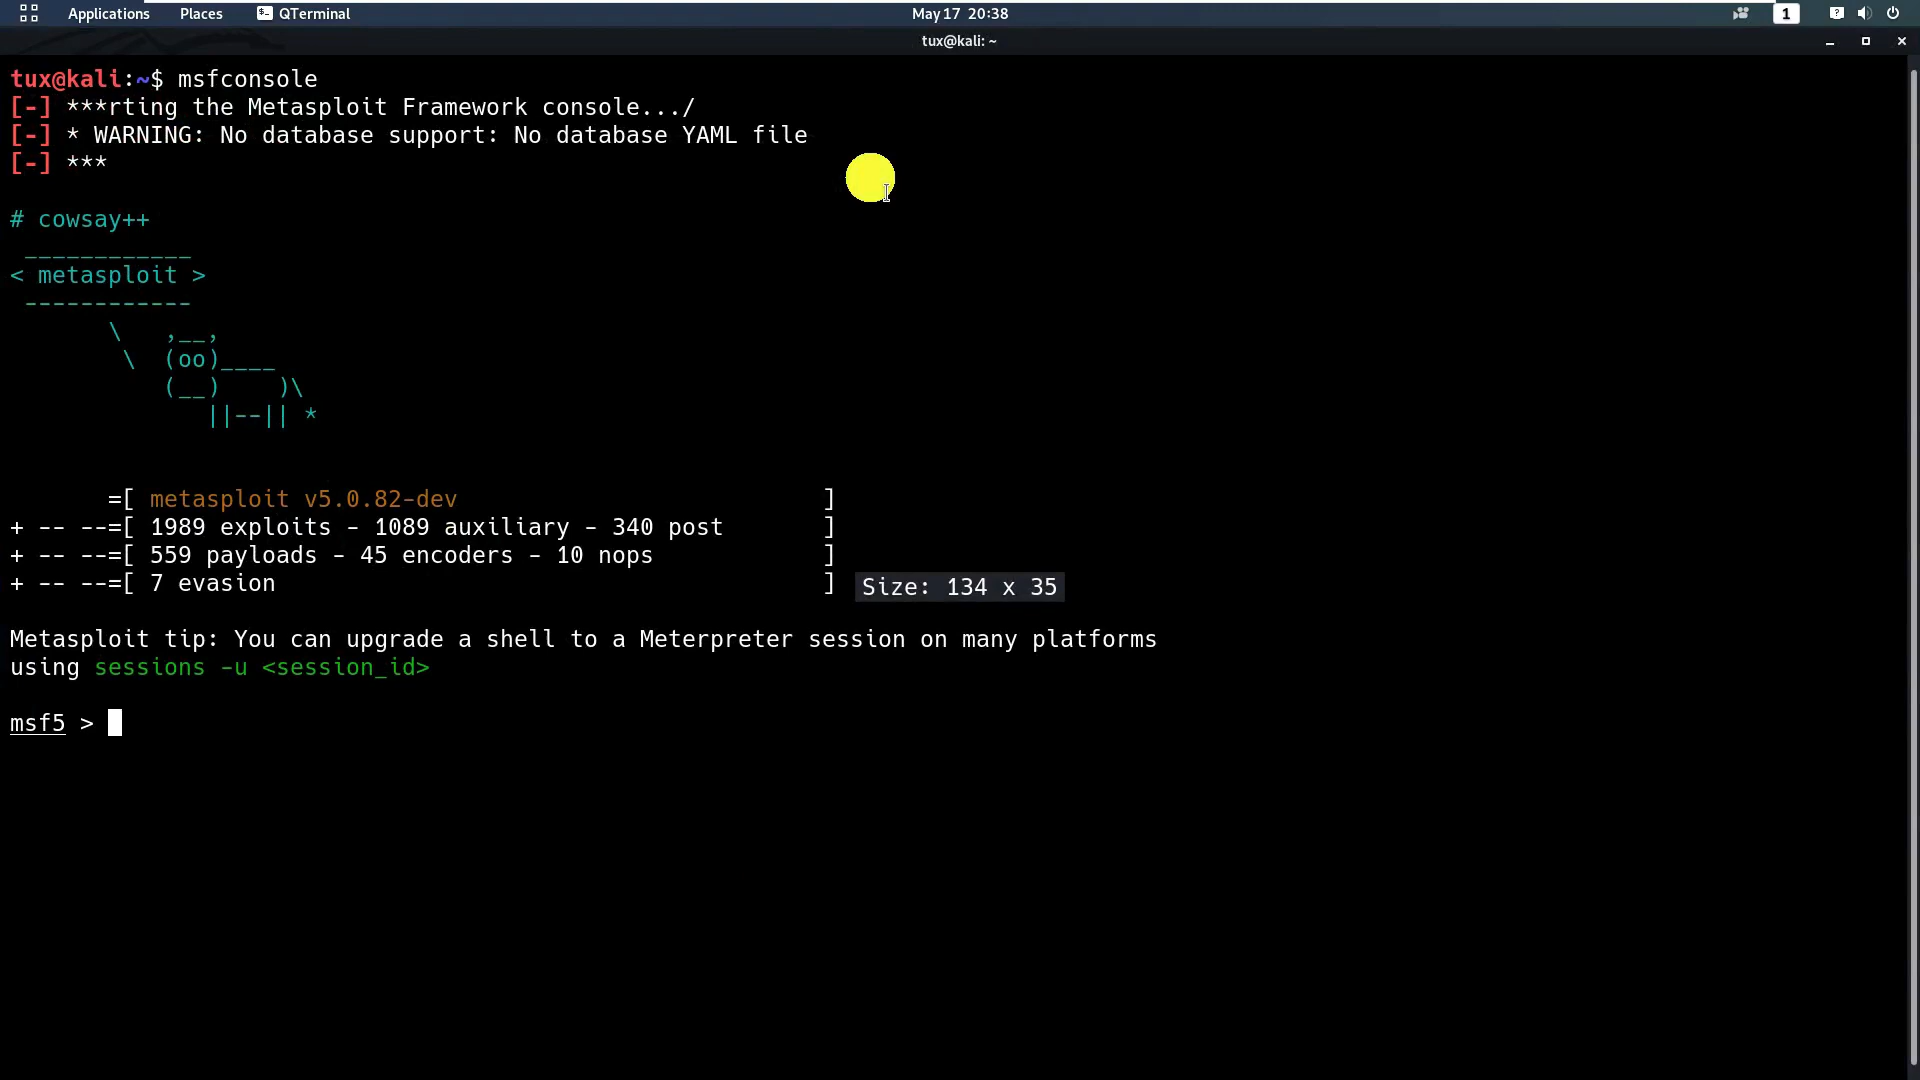 Applications Places QTerminal May 17 20:38 1 ?
tux@kali: ~
tux@kali:~$ msfconsole
[-] ***rting the Metasploit Framework console.../
[-] * WARNING: No database support: No database YAML file
[-] ***
# cowsay++
 ____________
< metasploit >
 ------------
       \   ,__,
        \  (oo)____
           (__)    )\
              ||--|| *
       =[ metasploit v5.0.82-dev                          ]
+ -- --=[ 1989 exploits - 1089 auxiliary - 340 post       ]
+ -- --=[ 559 payloads - 45 encoders - 10 nops            ]
+ -- --=[ 7 evasion                                       ]
Size: 134 x 35
Metasploit tip: You can upgrade a shell to a Meterpreter session on many platforms
using sessions -u <session_id>
msf5 >